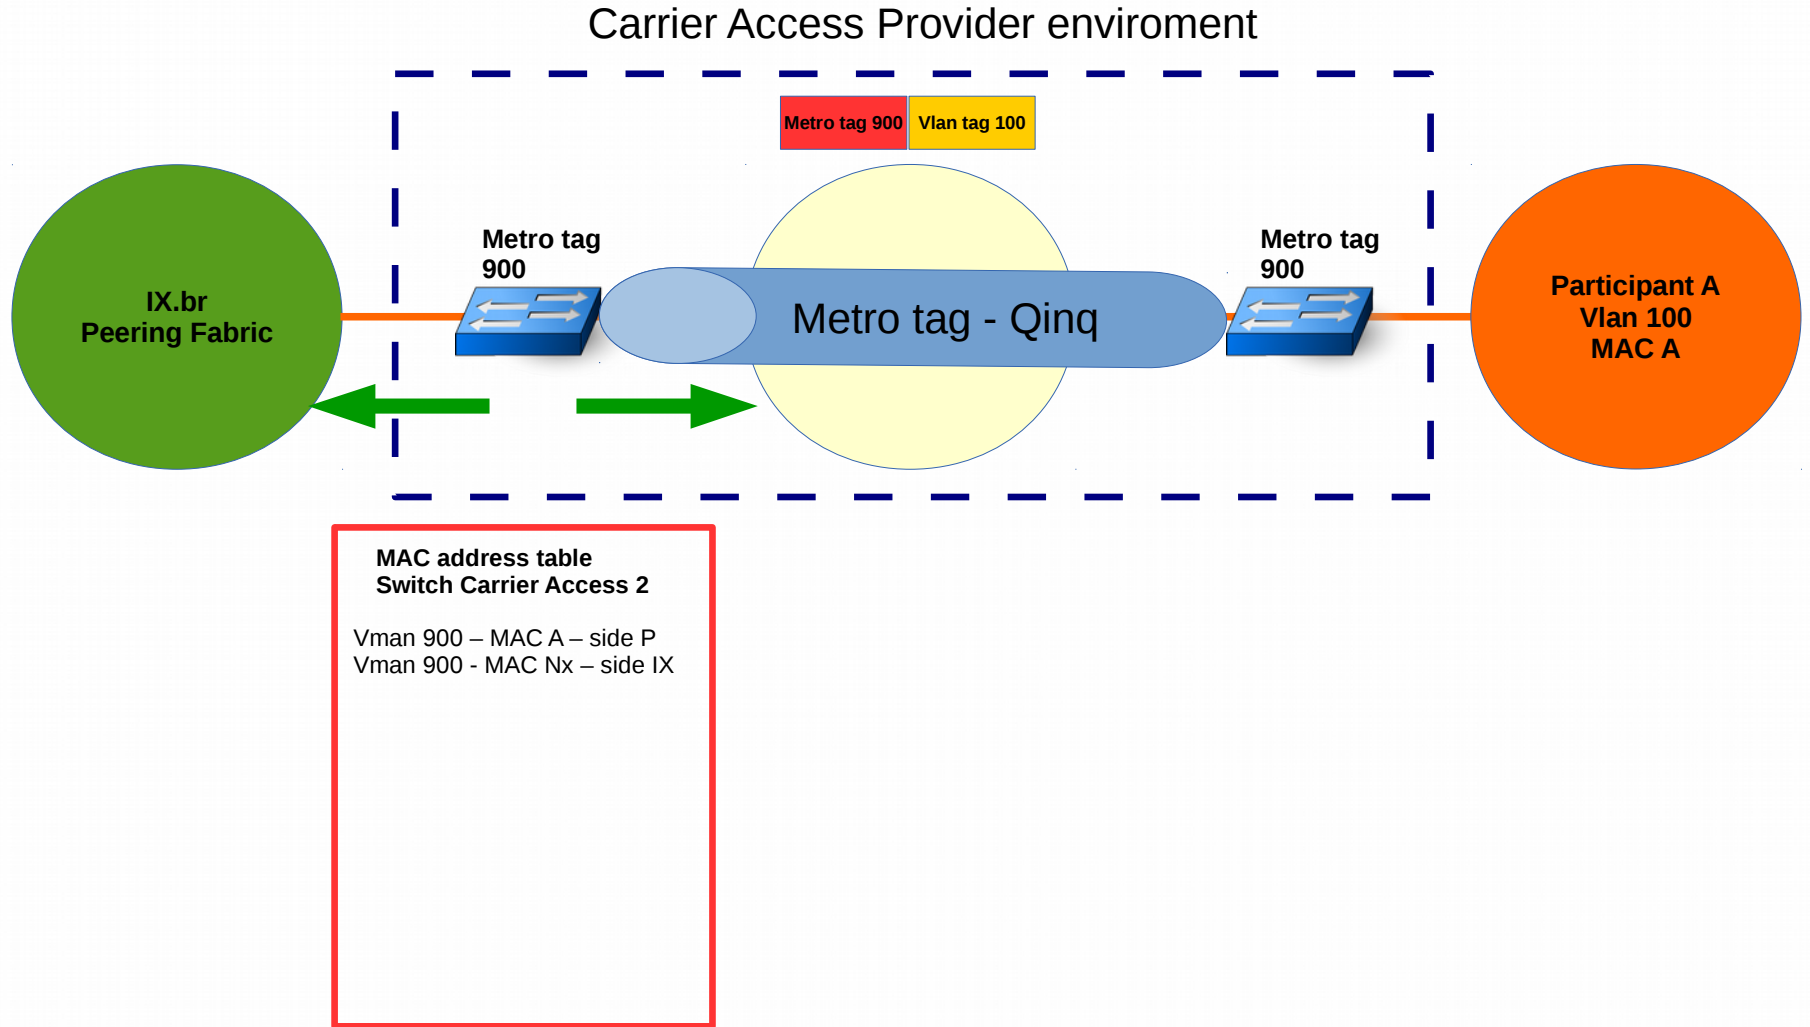 Carrier Access Provider enviroment
Metro tag 900
Vlan tag 100
Metro tag
900
Metro tag
900
IX.br
Peering Fabric
Metro tag - Qinq
Participant A
Vlan 100
MAC A
MAC address table
Switch Carrier Access 2
Vman 900 – MAC A – side P
Vman 900 - MAC Nx – side IX